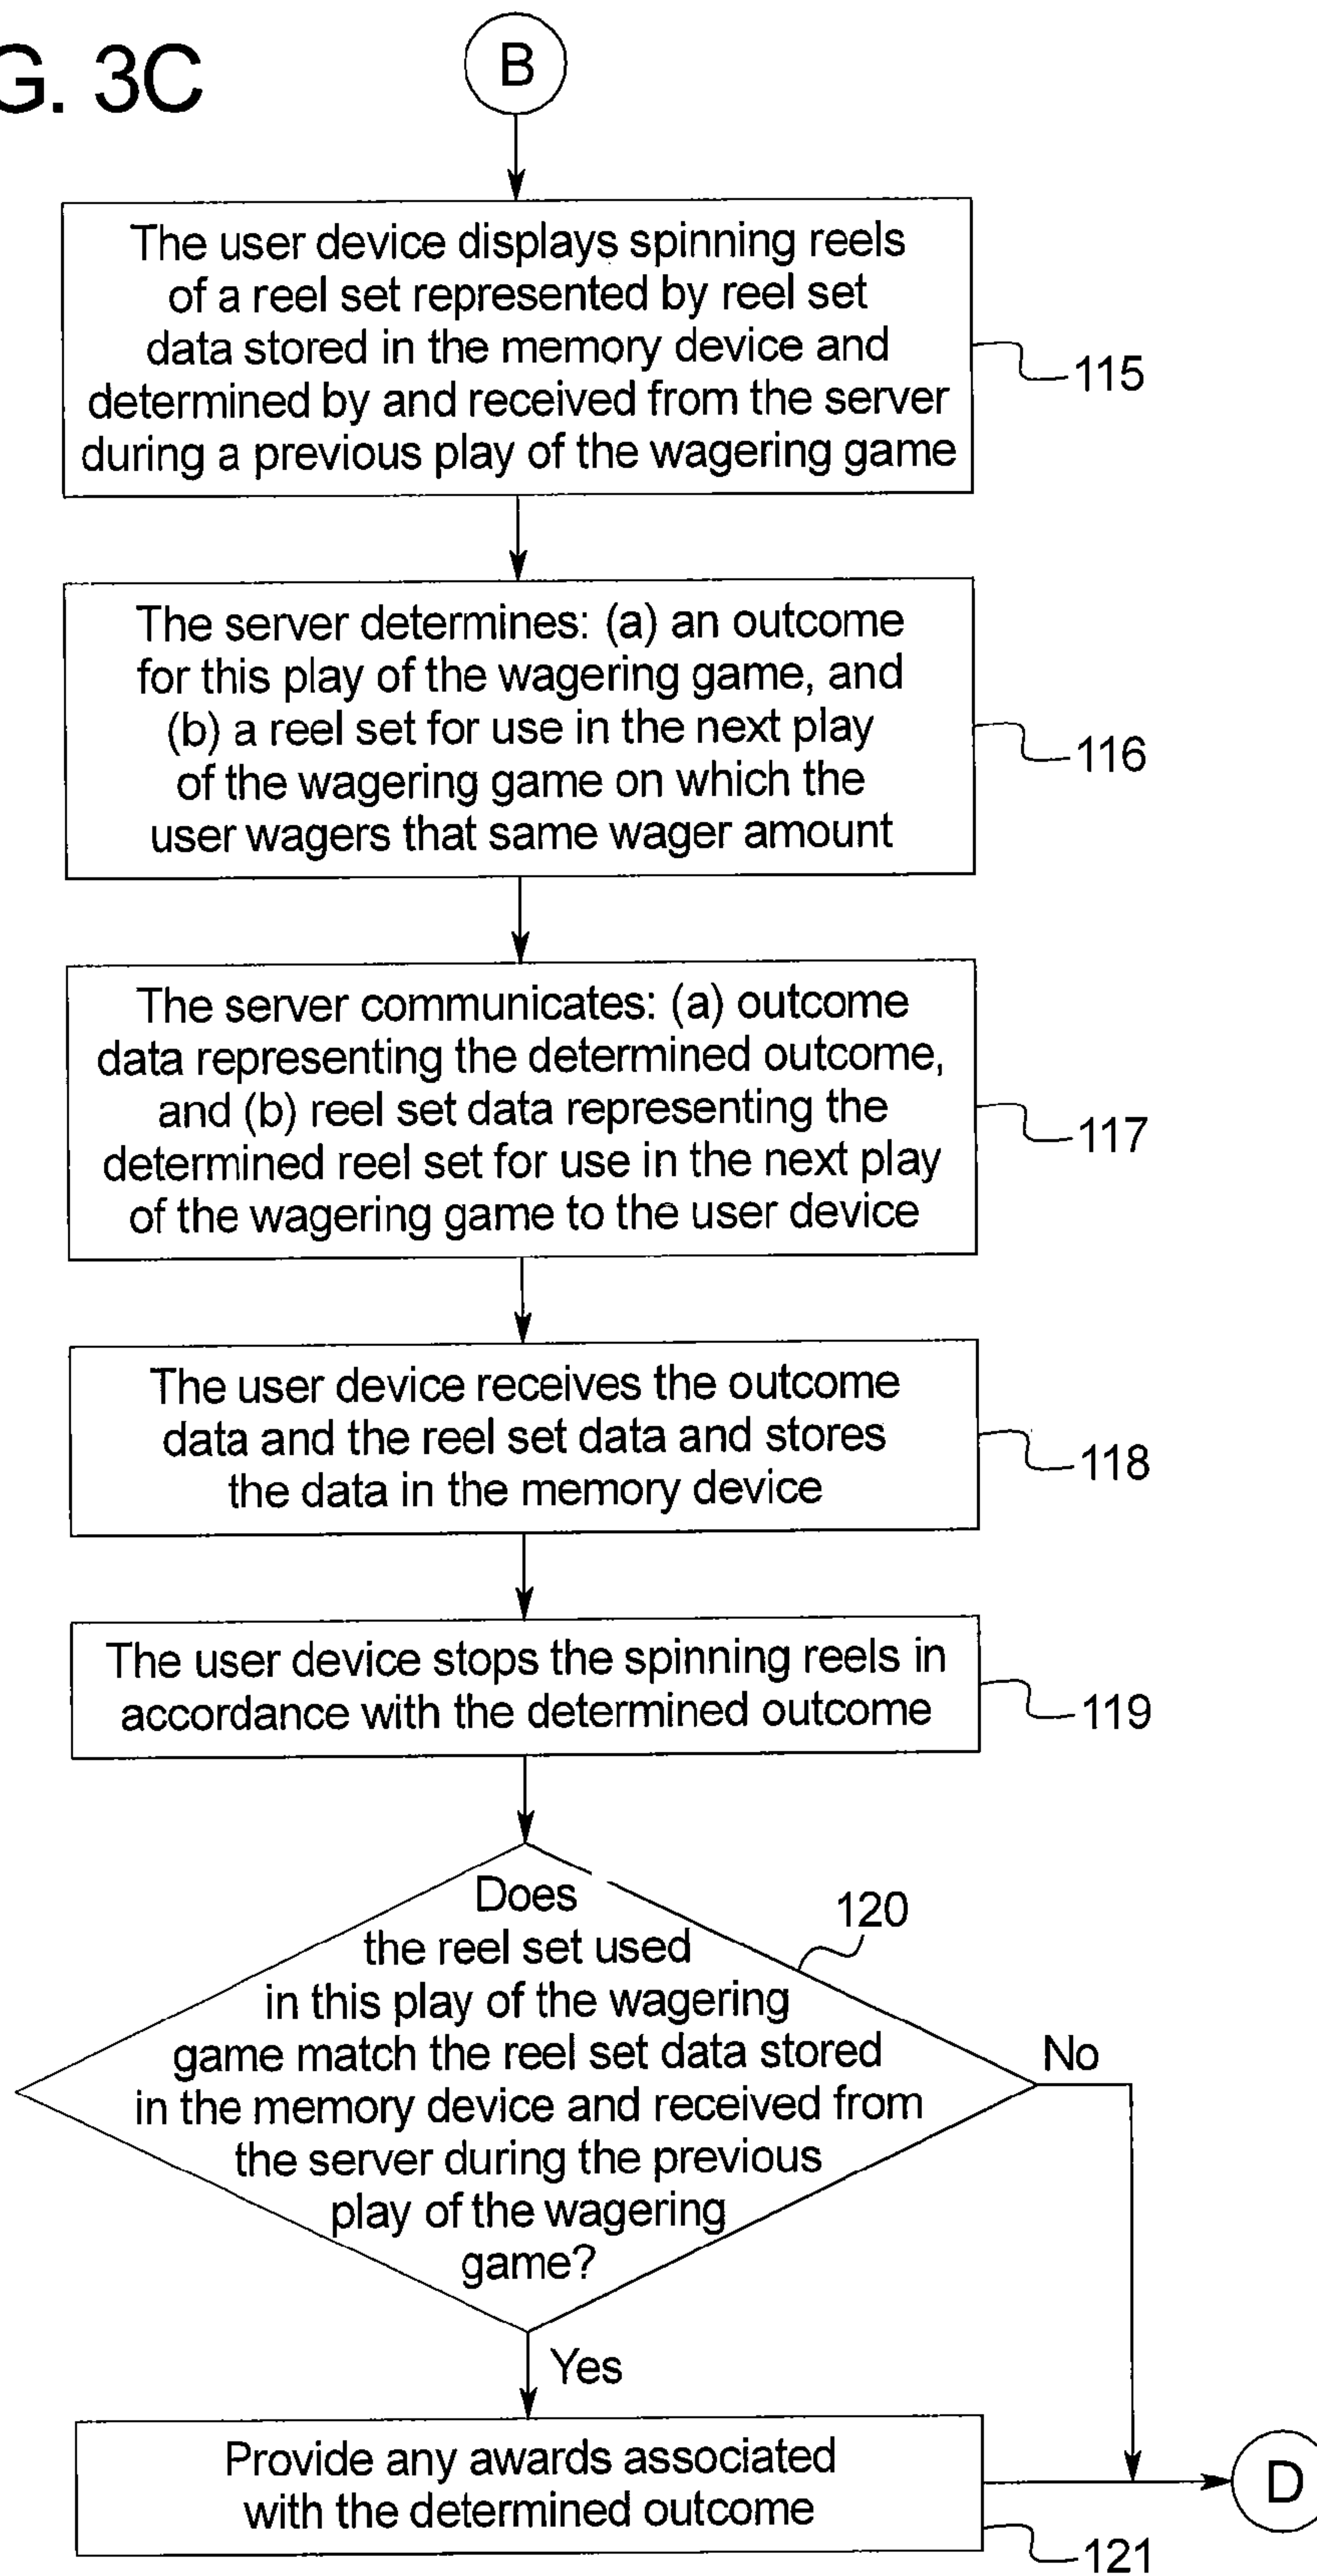 G. 3C
B
The user device displays spinning reels
of a reel set represented by reel set
data stored in the memory device and
determined by and received from the server
during a previous play of the wagering game
115
The server determines: (a) an outcome
for this play of the wagering game, and
(b) a reel set for use in the next play
of the wagering game on which the
user wagers that same wager amount
116
The server communicates: (a) outcome
data representing the determined outcome,
and (b) reel set data representing the
determined reel set for use in the next play
of the wagering game to the user device
117
The user device receives the outcome
data and the reel set data and stores
the data in the memory device
118
The user device stops the spinning reels in
accordance with the determined outcome
119
Does
the reel set used
in this play of the wagering
game match the reel set data stored
in the memory device and received from
the server during the previous
play of the wagering
game?
120
No
Yes
Provide any awards associated
with the determined outcome
121
D